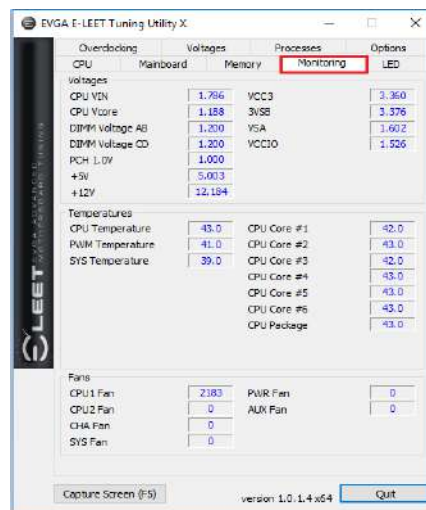 EVGA E-LEET Tuning Utility X
Overclocking Voltages Processes Options
CPU Mainboard Memory Monitoring LED
Voltages
CPU VIN 1.786 VCC3 3.360
CPU Vcore 1.188 3VSB 3.376
DIMM Voltage AB 1.200 VSA 1.602
DIMM Voltage CD 1.200 VCCIO 1.526
PCH 1.0V 1.000
+5V 5.003
+12V 12.184
Temperatures
CPU Temperature 43.0 CPU Core #1 42.0
PWM Temperature 41.0 CPU Core #2 43.0
SYS Temperature 39.0 CPU Core #3 42.0
CPU Core #4 43.0
CPU Core #5 43.0
CPU Core #6 43.0
CPU Package 43.0
Fans
CPU1 Fan 2183 PWR Fan 0
CPU2 Fan 0 AUX Fan 0
CHA Fan 0
SYS Fan 0
Capture Screen (F5) version 1.0.1.4 x64 Quit
E-LEET
EVGA ADVANCED
MOTHERBOARD TUNING